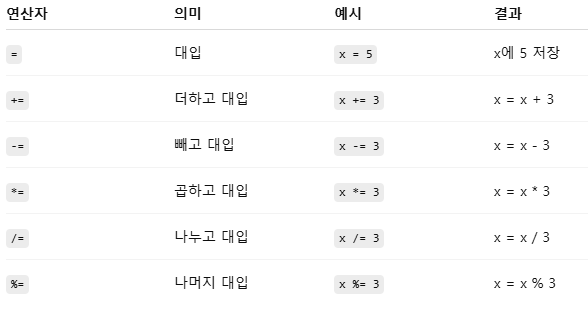 연산자 의미 예시 결과
= 대입 x = 5 x에 5 저장
+= 더하고 대입 x += 3 x = x + 3
-= 빼고 대입 x -= 3 x = x - 3
*= 곱하고 대입 x *= 3 x = x * 3
/= 나누고 대입 x /= 3 x = x / 3
%= 나머지 대입 x %= 3 x = x % 3